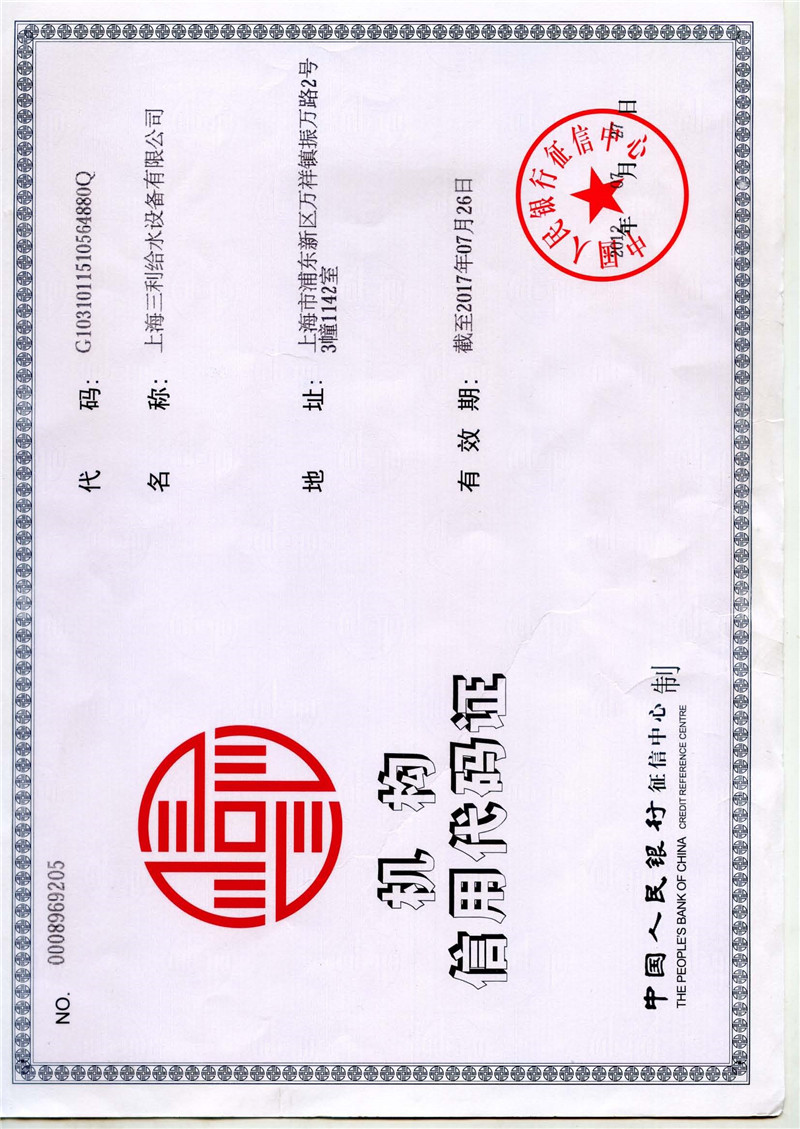 NO. 0008969205
机构
信用代码证
中国人民银行征信中心 制
THE PEOPLE'S BANK OF CHINA CREDIT REFERENCE CENTRE
代 码: G1031011510564880Q
名 称: 上海三利给水设备有限公司
地 址: 上海市浦东新区万祥镇振万路2号
3幢1142室
有 效 期: 截至2017年07月26日
中国人民银行征信中心
2012年07月27日